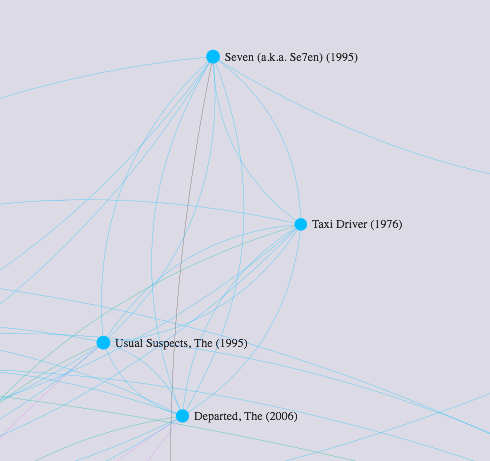 Seven (a.k.a. Se7en) (1995)
Taxi Driver (1976)
Usual Suspects, The (1995)
Departed, The (2006)